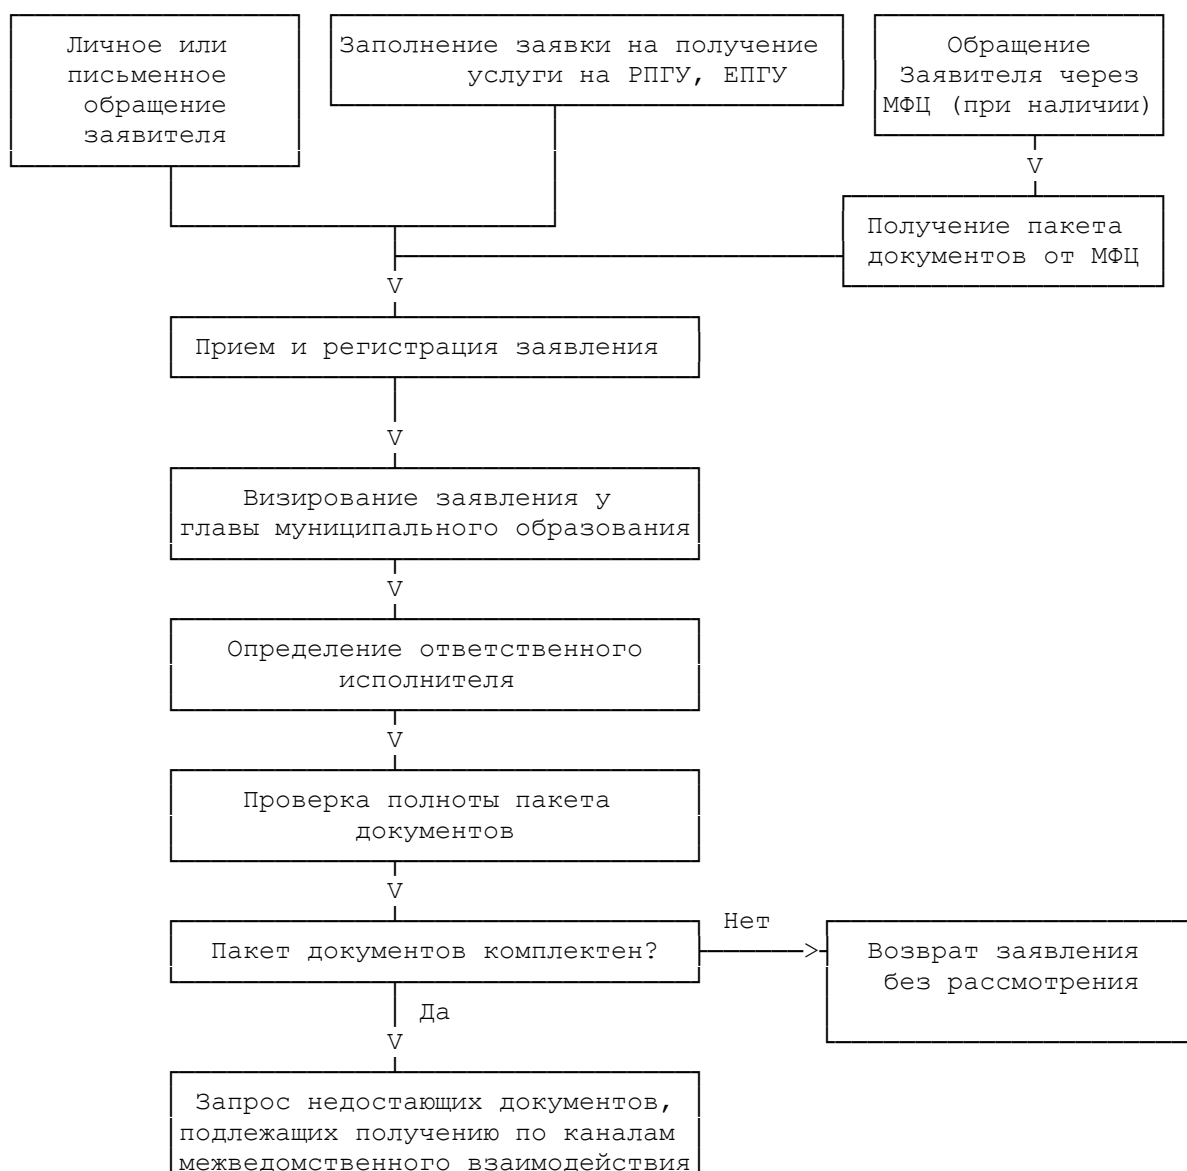 Личное или
письменное
обращение
заявителя
Заполнение заявки на получение
услуги на РПГУ, ЕПГУ
Обращение
Заявителя через
МФЦ (при наличии)
V
Получение пакета
документов от МФЦ
V
Прием и регистрация заявления
V
Визирование заявления у
главы муниципального образования
V
Определение ответственного
исполнителя
V
Проверка полноты пакета
документов
V
Пакет документов комплектен?
Нет
>
Возврат заявления
без рассмотрения
Да
V
Запрос недостающих документов,
подлежащих получению по каналам
межведомственного взаимодействия